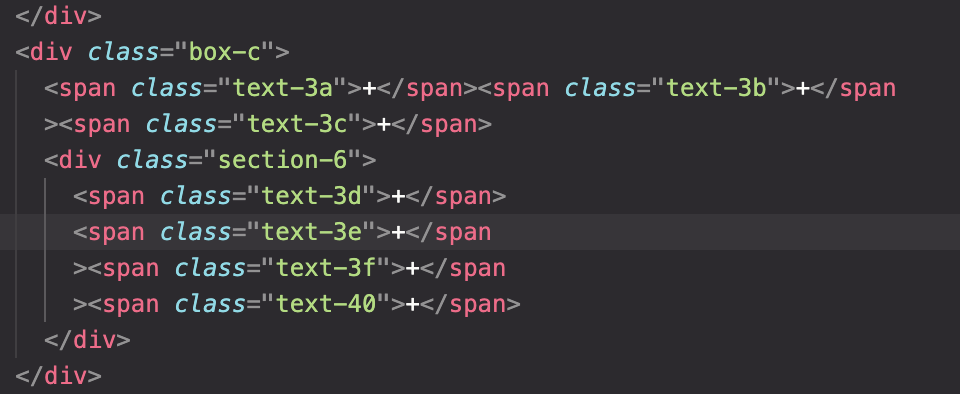 </div>
<div class="box-c">
<span class="text-3a">+</span><span class="text-3b">+</span
><span class="text-3c">+</span>
<div class="section-6">
<span class="text-3d">+</span>
<span class="text-3e">+</span
><span class="text-3f">+</span
><span class="text-40">+</span>
</div>
</div>